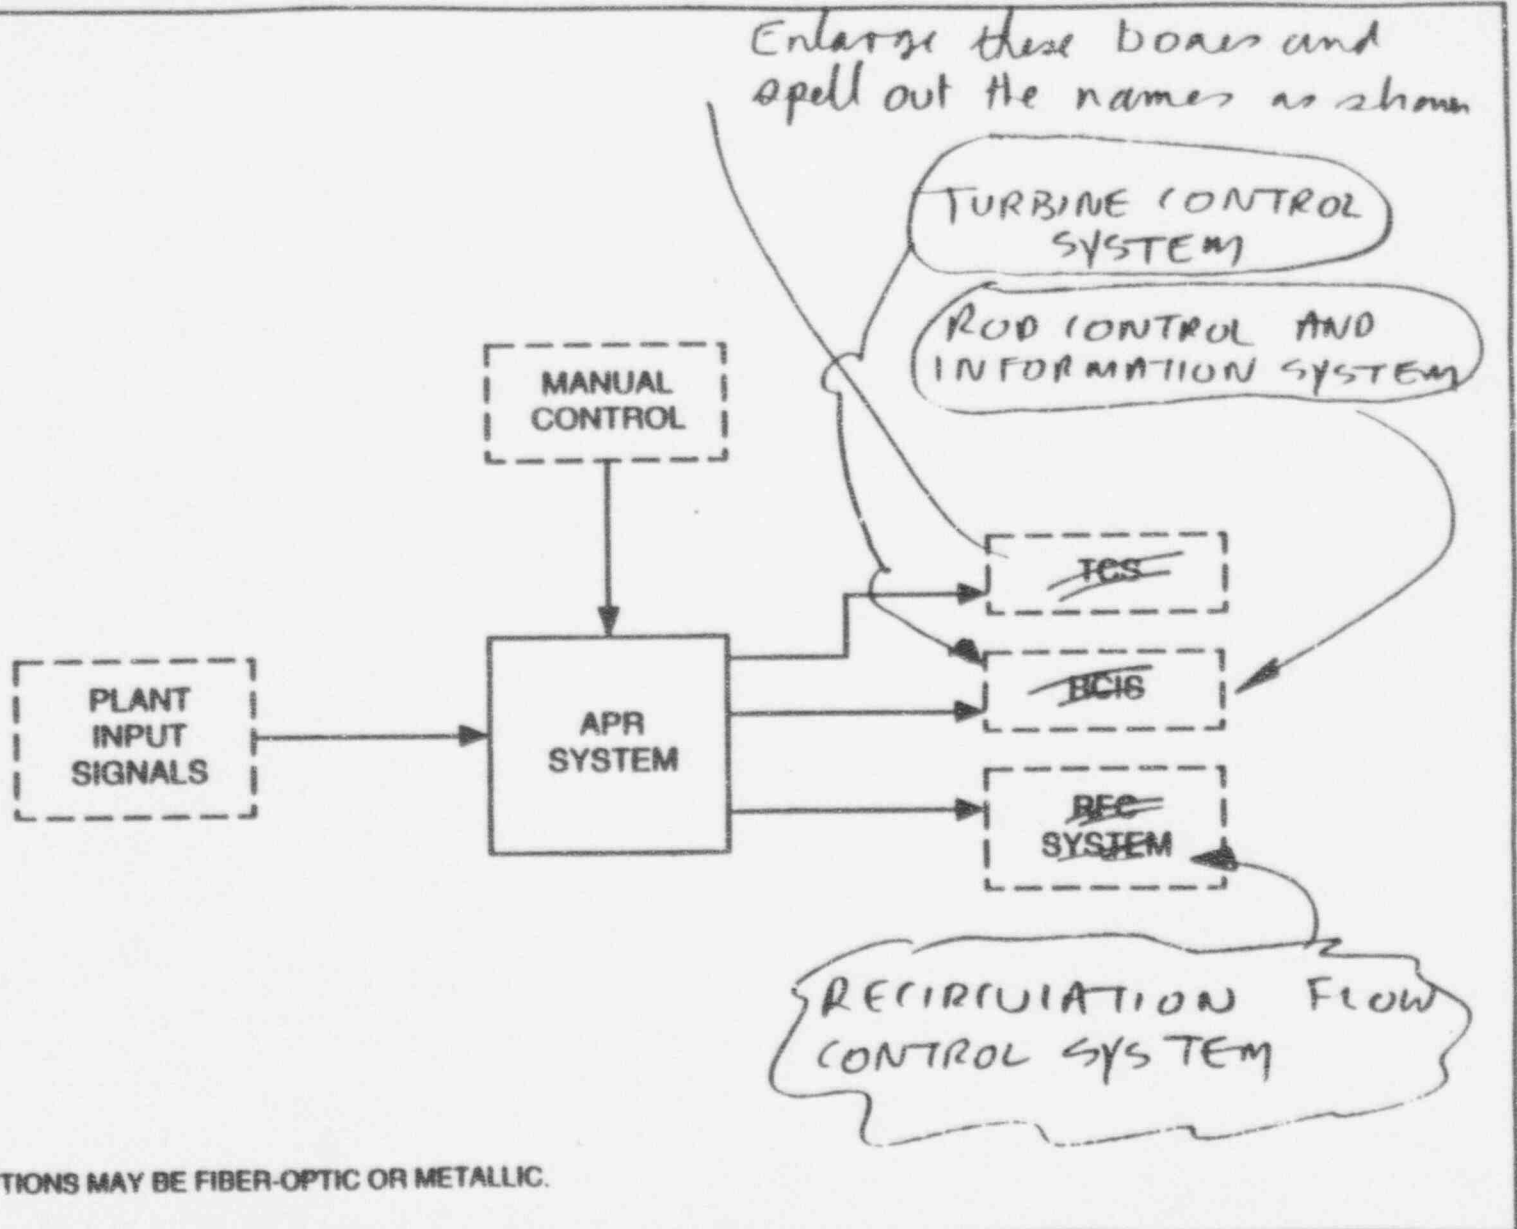 Enlarge these boxes and
spell out the names as shown
TURBINE CONTROL
SYSTEM
ROD CONTROL AND
INFORMATION SYSTEM
MANUAL
CONTROL
TCS
PLANT
INPUT
SIGNALS
APR
SYSTEM
RCIS
RFC
SYSTEM
RECIRCULATION FLOW
CONTROL SYSTEM
TIONS MAY BE FIBER-OPTIC OR METALLIC.